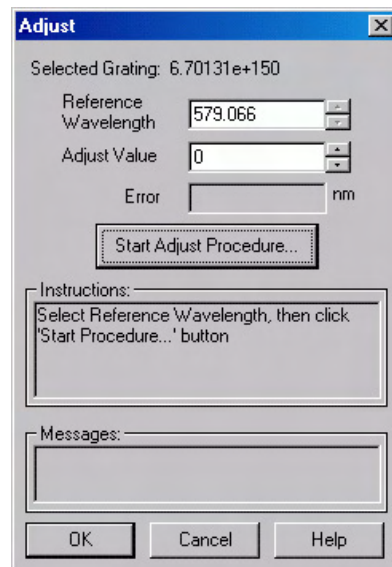 Adjust
Selected Grating: 6.70131e+150
Reference
Wavelength
579.066
Adjust Value
0
Error
nm
Start Adjust Procedure...
Instructions:
Select Reference Wavelength, then click
'Start Procedure...' button
Messages:
OK
Cancel
Help